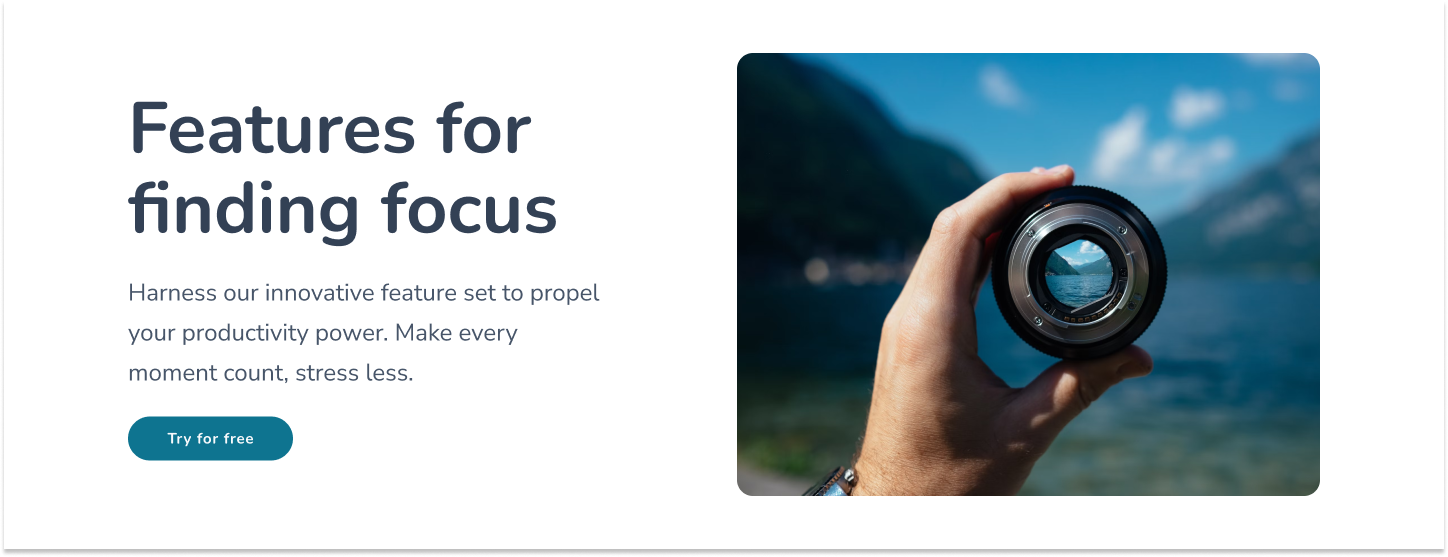 Features for
finding focus
Harness our innovative feature set to propel
your productivity power. Make every
moment count, stress less.
Try for free